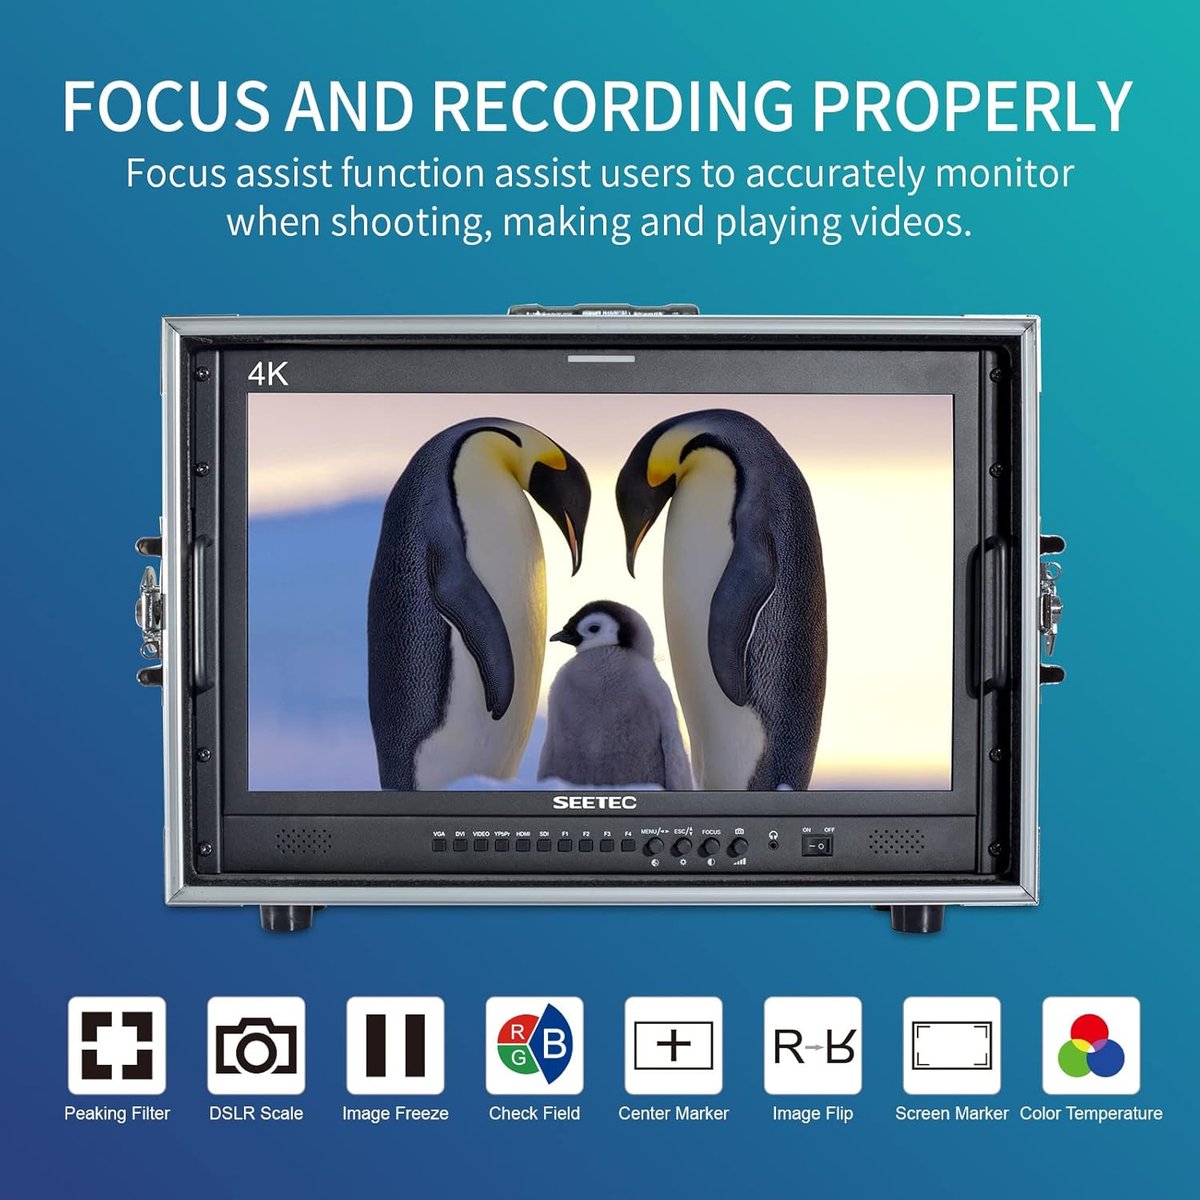 FOCUS AND RECORDING PROPERLY
Focus assist function assist users to accurately monitor
when shooting, making and playing videos.
4K
SEETEC
VGA DVI VIDEO YPbPr HDMI SDI F1 F2 F3 F4 MENU/ ESC/ FOCUS ON OFF
R G B
R R
Peaking Filter DSLR Scale Image Freeze Check Field Center Marker Image Flip Screen Marker Color Temperature